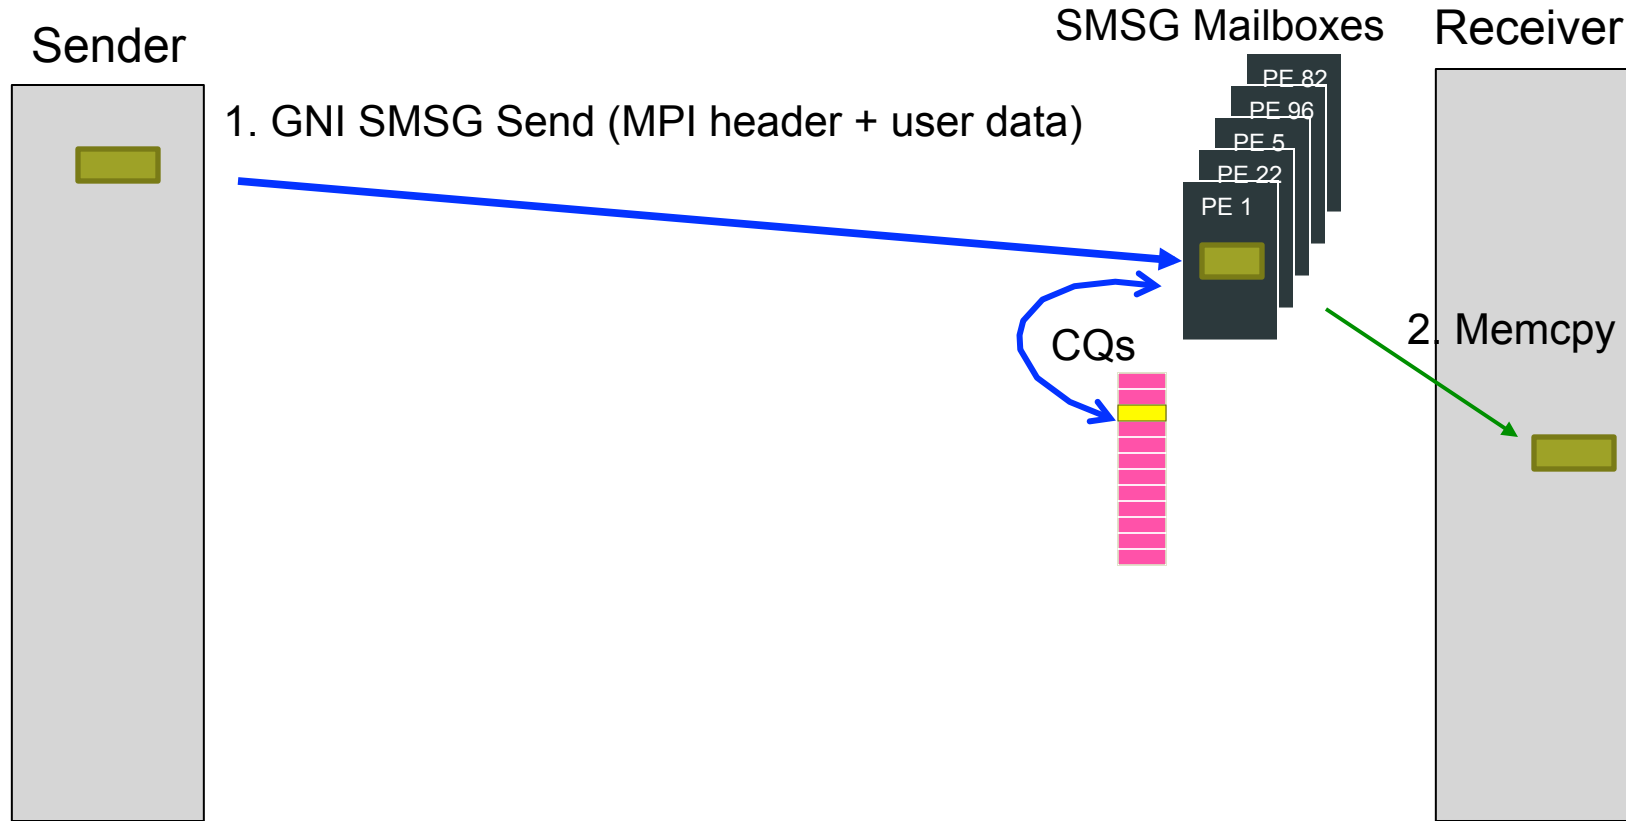 Sender
SMSG Mailboxes
Receiver
1. GNI SMSG Send (MPI header + user data)
PE 82
PE 96
PE 5
PE 22
PE 1
CQs
2. Memcpy